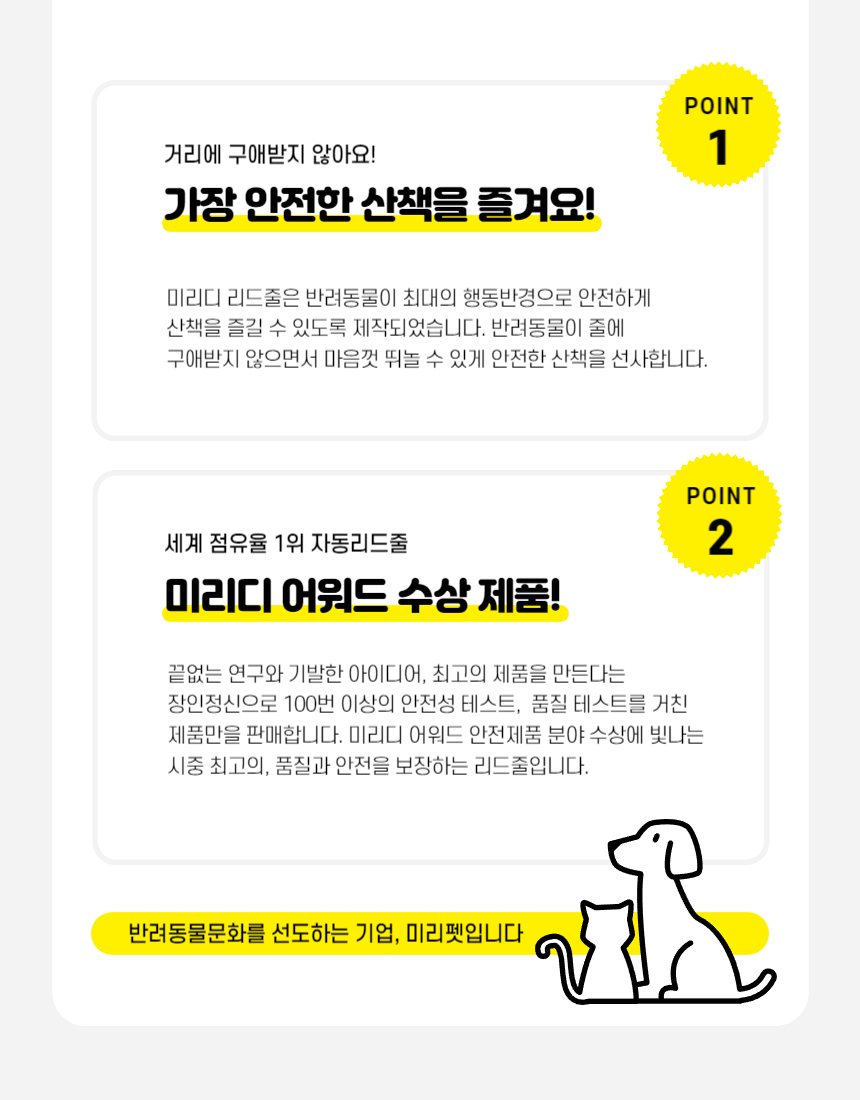 POINT
1
거리에 구애받지 않아요!
가장 안전한 산책을 즐겨요!
미리디 리드줄은 반려동물이 최대의 행동반경으로 안전하게
산책을 즐길 수 있도록 제작되었습니다. 반려동물이 줄에
구애받지 않으면서 마음껏 뛰놀 수 있게 안전한 산책을 선사합니다.
POINT
2
세계 점유율 1위 자동리드줄
미리디 어워드 수상 제품!
끝없는 연구와 기발한 아이디어, 최고의 제품을 만든다는
장인정신으로 100번 이상의 안전성 테스트,  품질 테스트를 거친
제품만을 판매합니다. 미리디 어워드 안전제품 분야 수상에 빛나는
시중 최고의, 품질과 안전을 보장하는 리드줄입니다.
반려동물문화를 선도하는 기업, 미리펫입니다